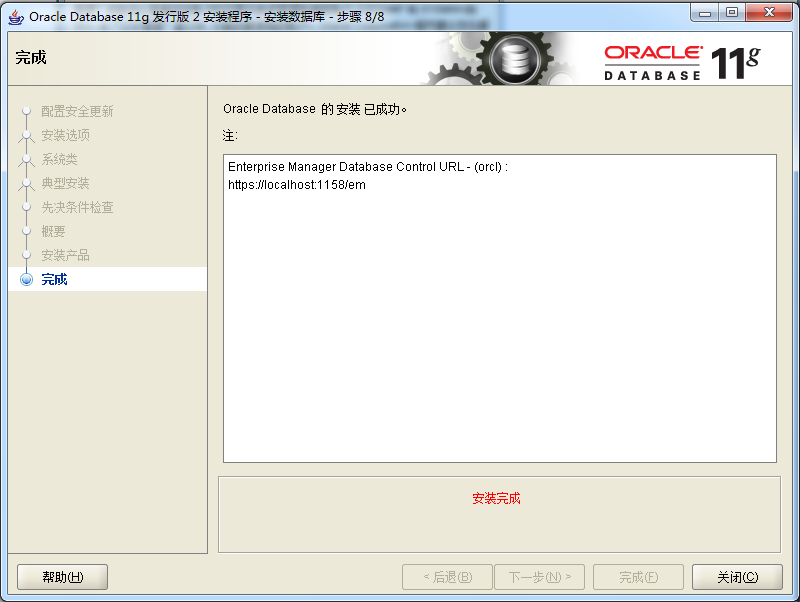 Oracle Database 11g 发行版 2 安装程序 - 安装数据库 - 步骤 8/8
完成
ORACLE
DATABASE
11g
配置安全更新
安装选项
系统类
典型安装
先决条件检查
概要
安装产品
完成
Oracle Database 的 安装 已成功。
注:
Enterprise Manager Database Control URL - (orcl) :
https://localhost:1158/em
安装完成
帮助(H)
< 后退(B)
下一步(N) >
完成(F)
关闭(C)